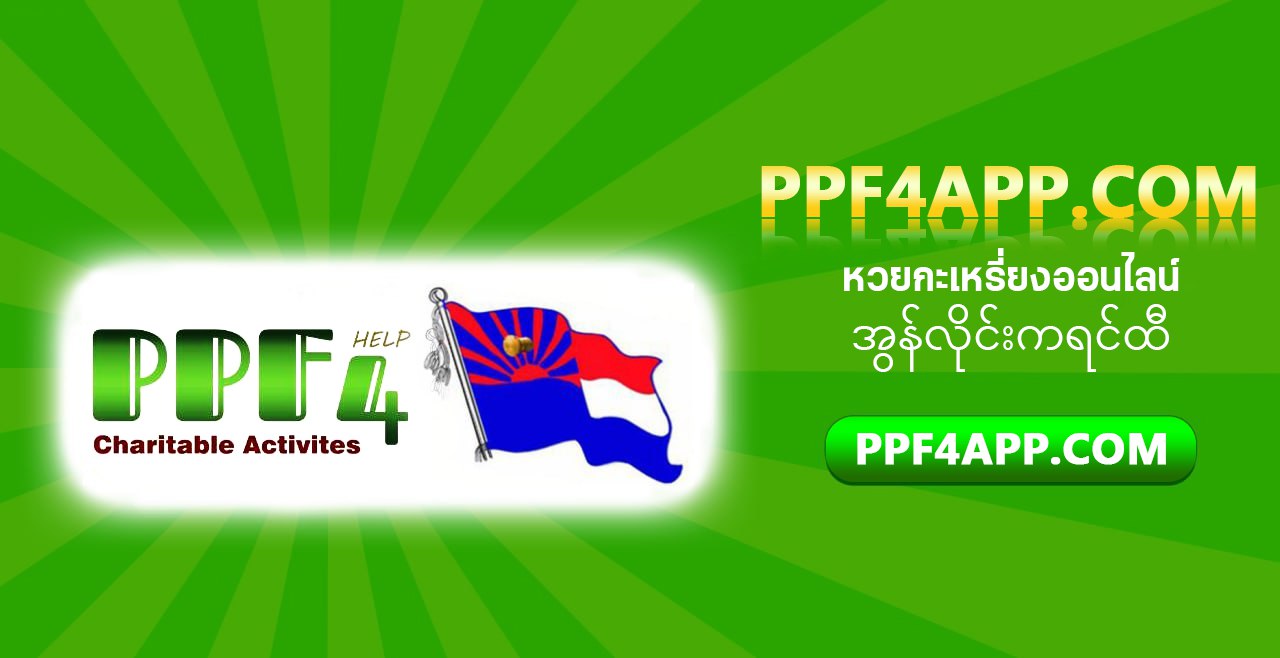 HELP
PPF4
Charitable Activites
PPF4APP.COM
หวยกะเหรี่ยงออนไลน์
အွန်လိုင်းကရင်ထီ
PPF4APP.COM